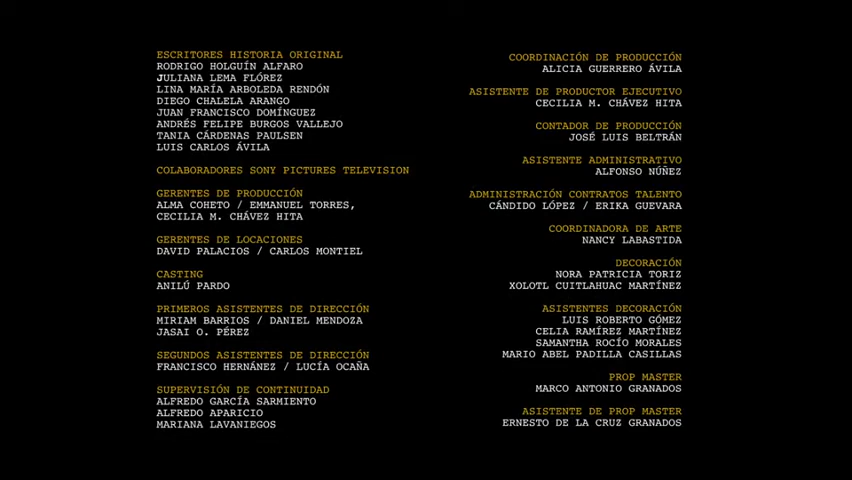 ESCRITORES HISTORIA ORIGINAL
RODRIGO HOLGUÍN ALFARO
JULIANA LEMA FLÓREZ
LINA MARÍA ARBOLEDA RENDÓN
DIEGO CHALELA ARANGO
JUAN FRANCISCO DOMÍNGUEZ
ANDRÉS FELIPE BURGOS VALLEJO
TANIA CÁRDENAS PAULSEN
LUIS CARLOS ÁVILA
COLABORADORES SONY PICTURES TELEVISION
GERENTES DE PRODUCCIÓN
ALMA COHETO / EMMANUEL TORRES,
CECILIA M. CHÁVEZ HITA
GERENTES DE LOCACIONES
DAVID PALACIOS / CARLOS MONTIEL
CASTING
ANILÚ PARDO
PRIMEROS ASISTENTES DE DIRECCIÓN
MIRIAM BARRIOS / DANIEL MENDOZA
JASAI O. PÉREZ
SEGUNDOS ASISTENTES DE DIRECCIÓN
FRANCISCO HERNÁNEZ / LUCÍA OCAÑA
SUPERVISIÓN DE CONTINUIDAD
ALFREDO GARCÍA SARMIENTO
ALFREDO APARICIO
MARIANA LAVANIEGOS
COORDINACIÓN DE PRODUCCIÓN
ALICIA GUERRERO ÁVILA
ASISTENTE DE PRODUCTOR EJECUTIVO
CECILIA M. CHÁVEZ HITA
CONTADOR DE PRODUCCIÓN
JOSÉ LUIS BELTRÁN
ASISTENTE ADMINISTRATIVO
ALFONSO NÚÑEZ
ADMINISTRACIÓN CONTRATOS TALENTO
CÁNDIDO LÓPEZ / ERIKA GUEVARA
COORDINADORA DE ARTE
NANCY LABASTIDA
DECORACIÓN
NORA PATRICIA TORIZ
XOLOTL CUITLAHUAC MARTÍNEZ
ASISTENTES DECORACIÓN
LUIS ROBERTO GÓMEZ
CELIA RAMÍREZ MARTÍNEZ
SAMANTHA ROCÍO MORALES
MARIO ABEL PADILLA CASILLAS
PROP MASTER
MARCO ANTONIO GRANADOS
ASISTENTE DE PROP MASTER
ERNESTO DE LA CRUZ GRANADOS